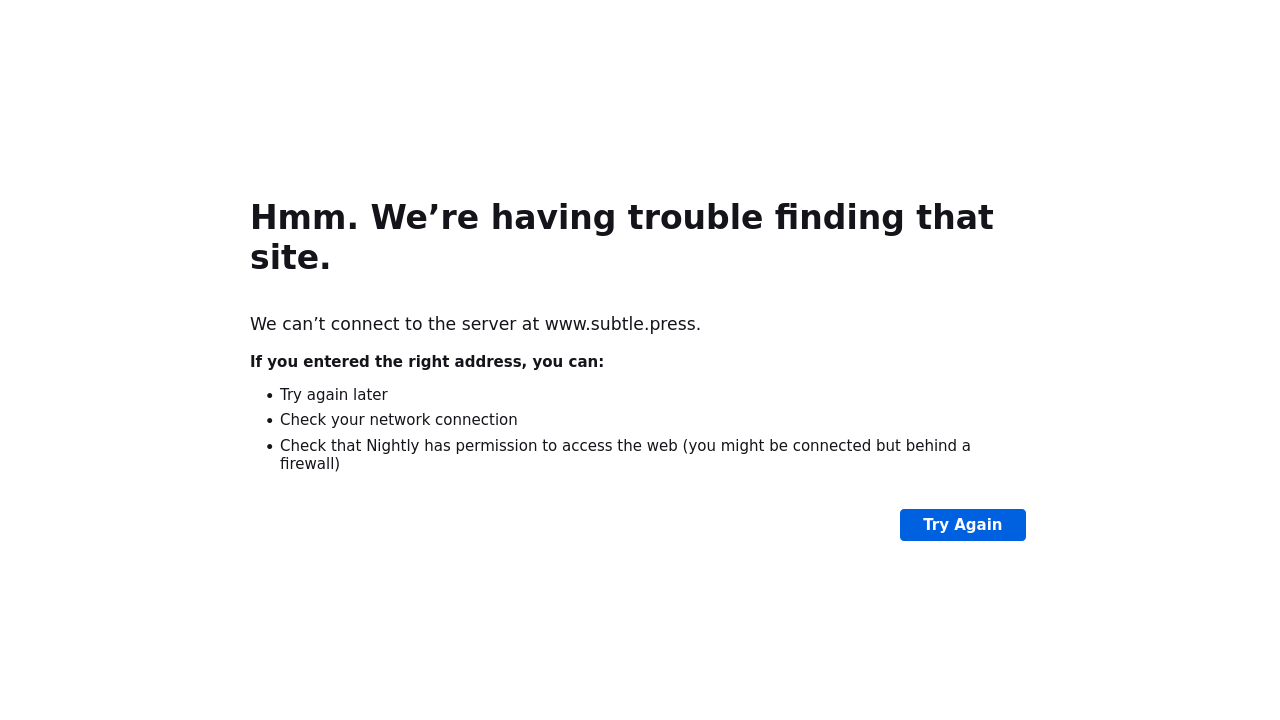 Hmm. We’re having trouble finding that
site.
We can’t connect to the server at www.subtle.press.
If you entered the right address, you can:
• Try again later
• Check your network connection
• Check that Nightly has permission to access the web (you might be connected but behind a
firewall)
Try Again